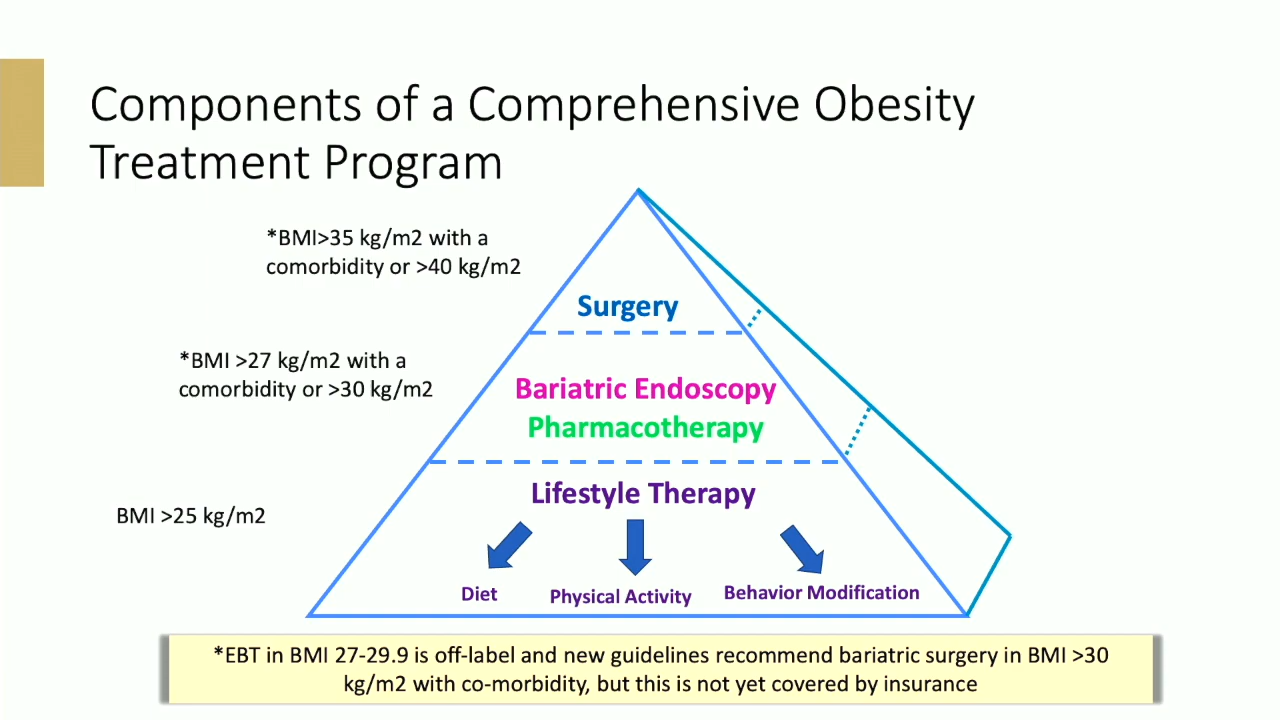 Components of a Comprehensive Obesity
Treatment Program
*BMI>35 kg/m2 with a
comorbidity or >40 kg/m2
Surgery
*BMI >27 kg/m2 with a
comorbidity or >30 kg/m2
Bariatric Endoscopy
Pharmacotherapy
Lifestyle Therapy
BMI >25 kg/m2
Diet
Physical Activity
Behavior Modification
*EBT in BMI 27-29.9 is off-label and new guidelines recommend bariatric surgery in BMI >30
kg/m2 with co-morbidity, but this is not yet covered by insurance